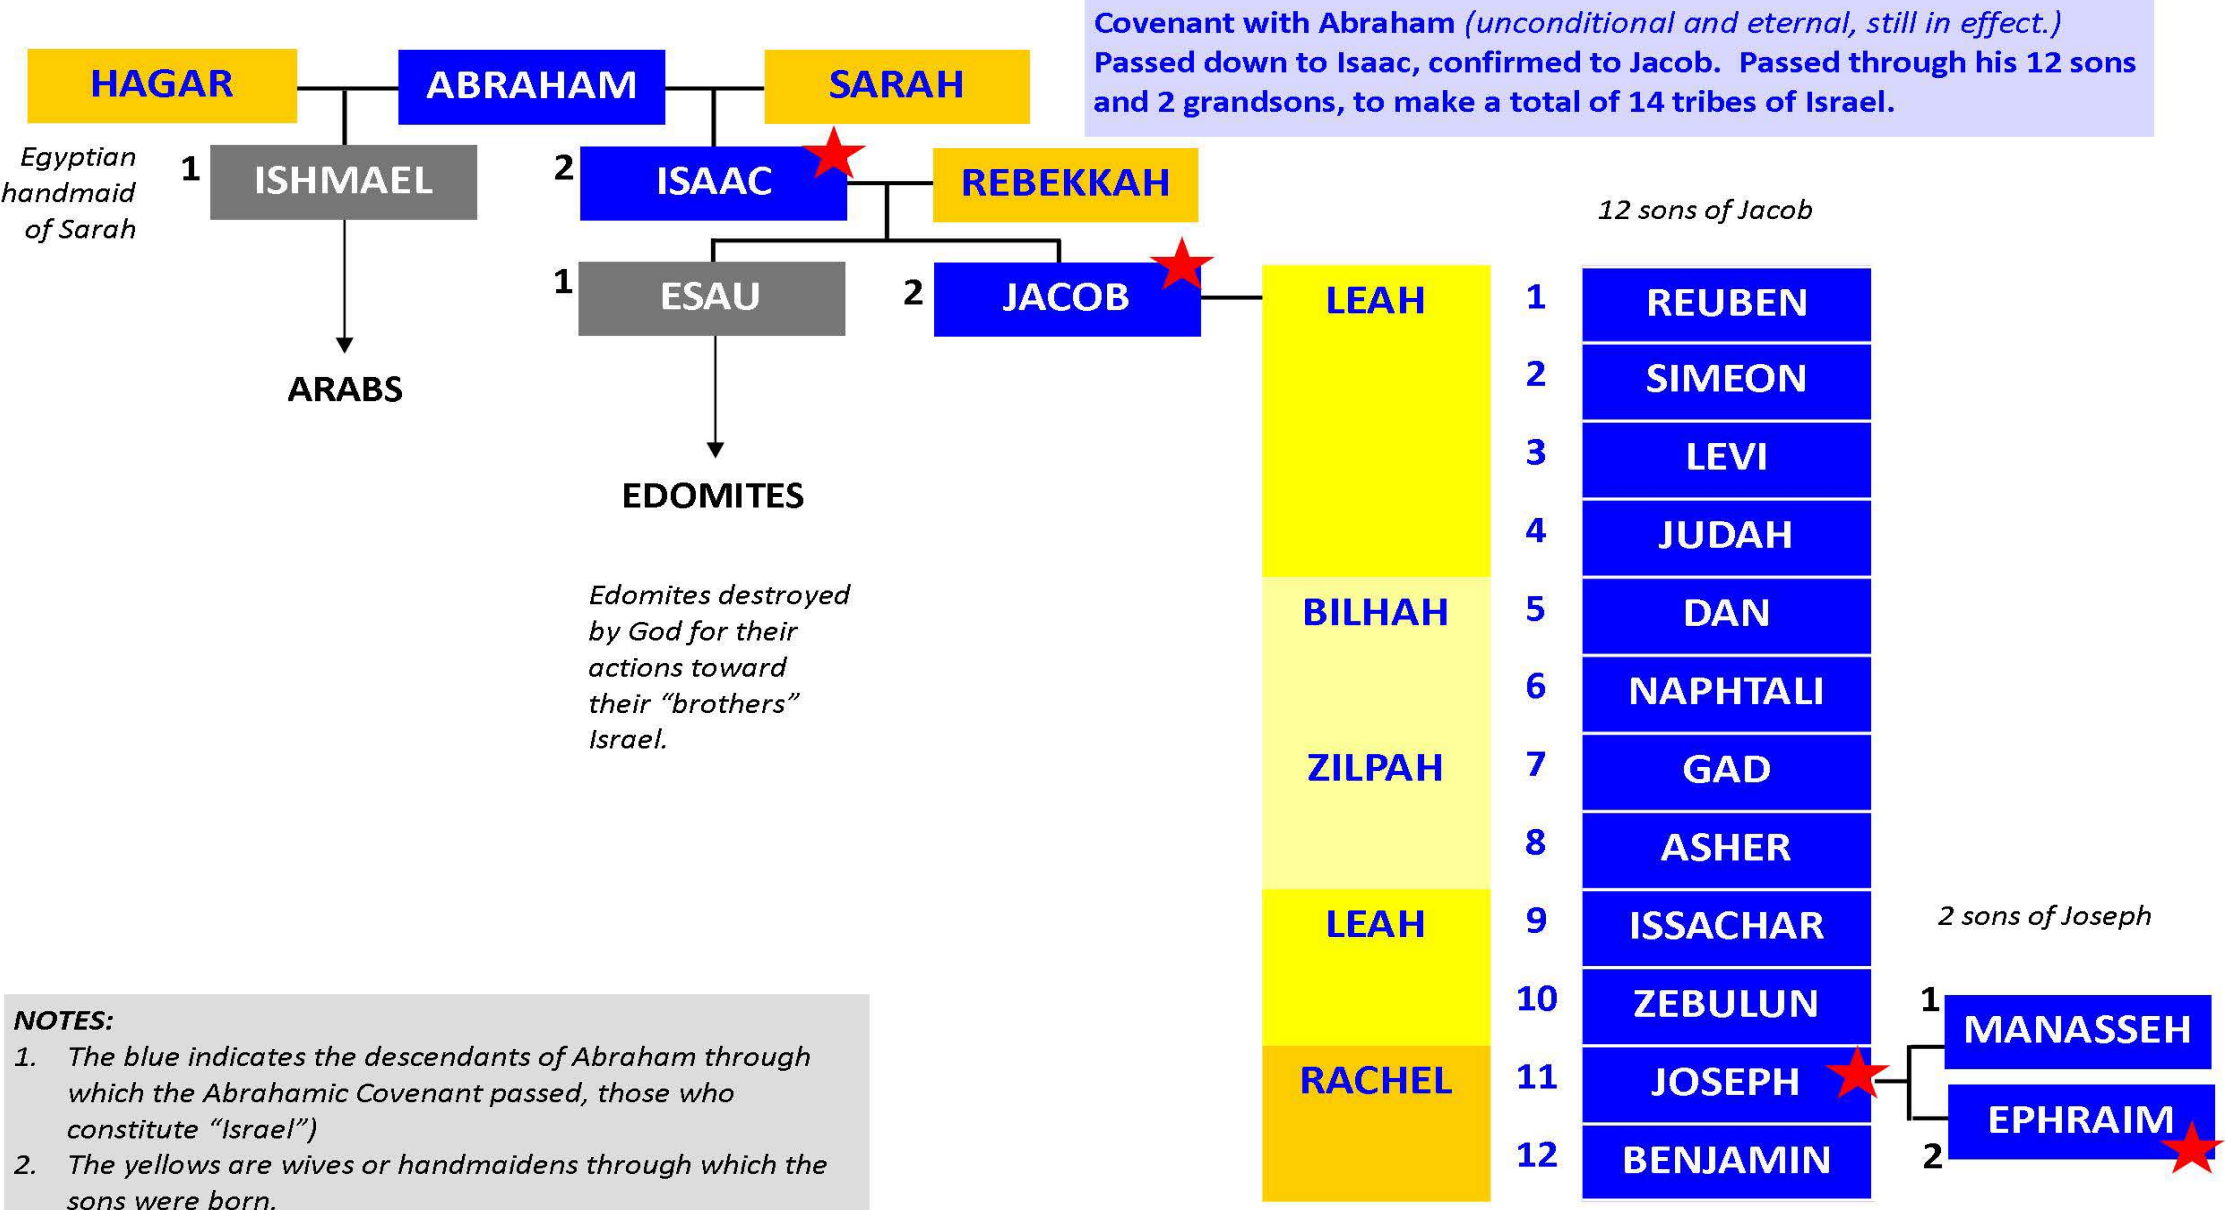 Covenant with Abraham (unconditional and eternal, still in effect.)
Passed down to Isaac, confirmed to Jacob. Passed through his 12 sons
and 2 grandsons, to make a total of 14 tribes of Israel.
HAGAR
ABRAHAM
SARAH
Egyptian
handmaid
of Sarah
1
ISHMAEL
2
ISAAC
REBEKKAH
ARABS
1
ESAU
2
JACOB
EDOMITES
Edomites destroyed
by God for their
actions toward
their “brothers”
Israel.
12 sons of Jacob
LEAH
1
REUBEN
2
SIMEON
3
LEVI
4
JUDAH
BILHAH
5
DAN
6
NAPHTALI
ZILPAH
7
GAD
8
ASHER
LEAH
9
ISSACHAR
10
ZEBULUN
RACHEL
11
JOSEPH
12
BENJAMIN
2 sons of Joseph
1
MANASSEH
EPHRAIM
2
NOTES:
1. The blue indicates the descendants of Abraham through
which the Abrahamic Covenant passed, those who
constitute “Israel”)
2. The yellows are wives or handmaidens through which the
sons were born.